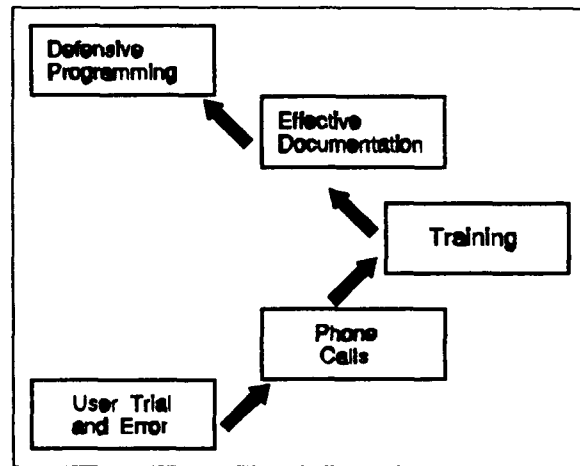 Defensive
Programming
Effective
Documentation
Training
Phone
Calls
User Trial
and Error